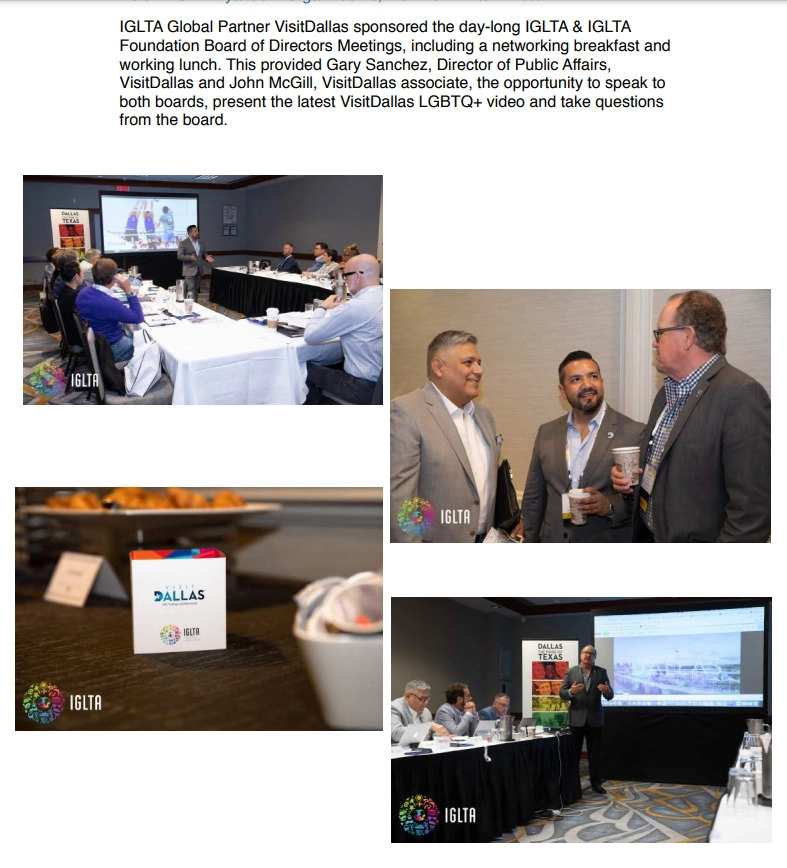 IGLTA Global Partner VisitDallas sponsored the day-long IGLTA & IGLTA
Foundation Board of Directors Meetings, including a networking breakfast and
working lunch. This provided Gary Sanchez, Director of Public Affairs,
VisitDallas and John McGill, VisitDallas associate, the opportunity to speak to
both boards, present the latest VisitDallas LGBTQ+ video and take questions
from the board.
DALLAS
TEXAS
IGLTA
IGLTA
VISIT
DALLAS
IGLTA
IGLTA
DALLAS
TEXAS
DALLAS
IGLTA